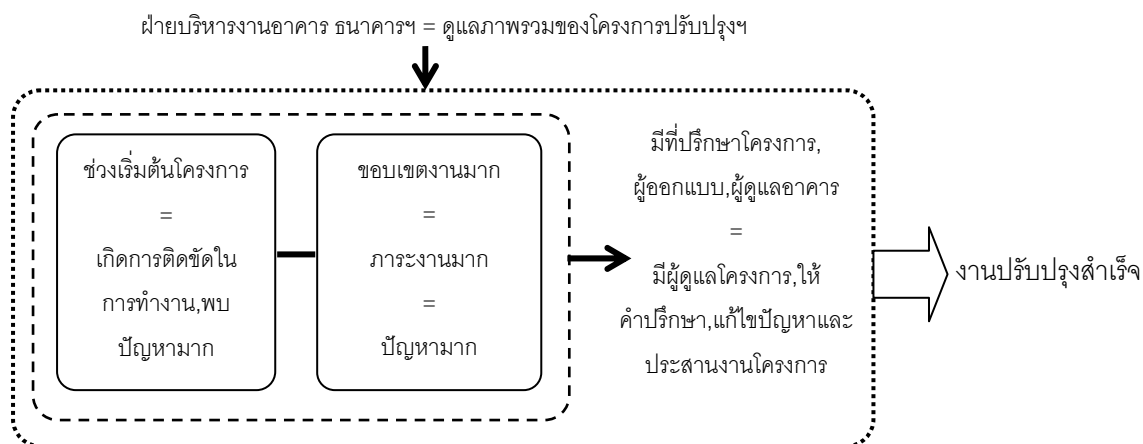 ฝ่ายบริหารงานอาคาร ธนาคารฯ = ดูแลภาพรวมของโครงการปรับปรุงฯ
ช่วงเริ่มต้นโครงการ
=
เกิดการติดขัดใน
การทำงาน,พบ
ปัญหามาก
ขอบเขตงานมาก
=
ภาระงานมาก
=
ปัญหามาก
มีที่ปรึกษาโครงการ,
ผู้ออกแบบ,ผู้ดูแลอาคาร
=
มีผู้ดูแลโครงการ,ให้
คำปรึกษา,แก้ไขปัญหาและ
ประสานงานโครงการ
งานปรับปรุงสำเร็จ